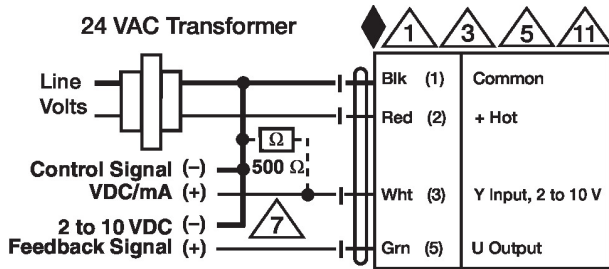 24 VAC Transformer
1 3 5 11
Line
Volts
Blk (1) Common
Red (2) + Hot
Ω
500 Ω
Control Signal (–)
VDC/mA (+)
Wht (3) Y Input, 2 to 10 V
7
2 to 10 VDC (–)
Feedback Signal (+)
Grn (5) U Output